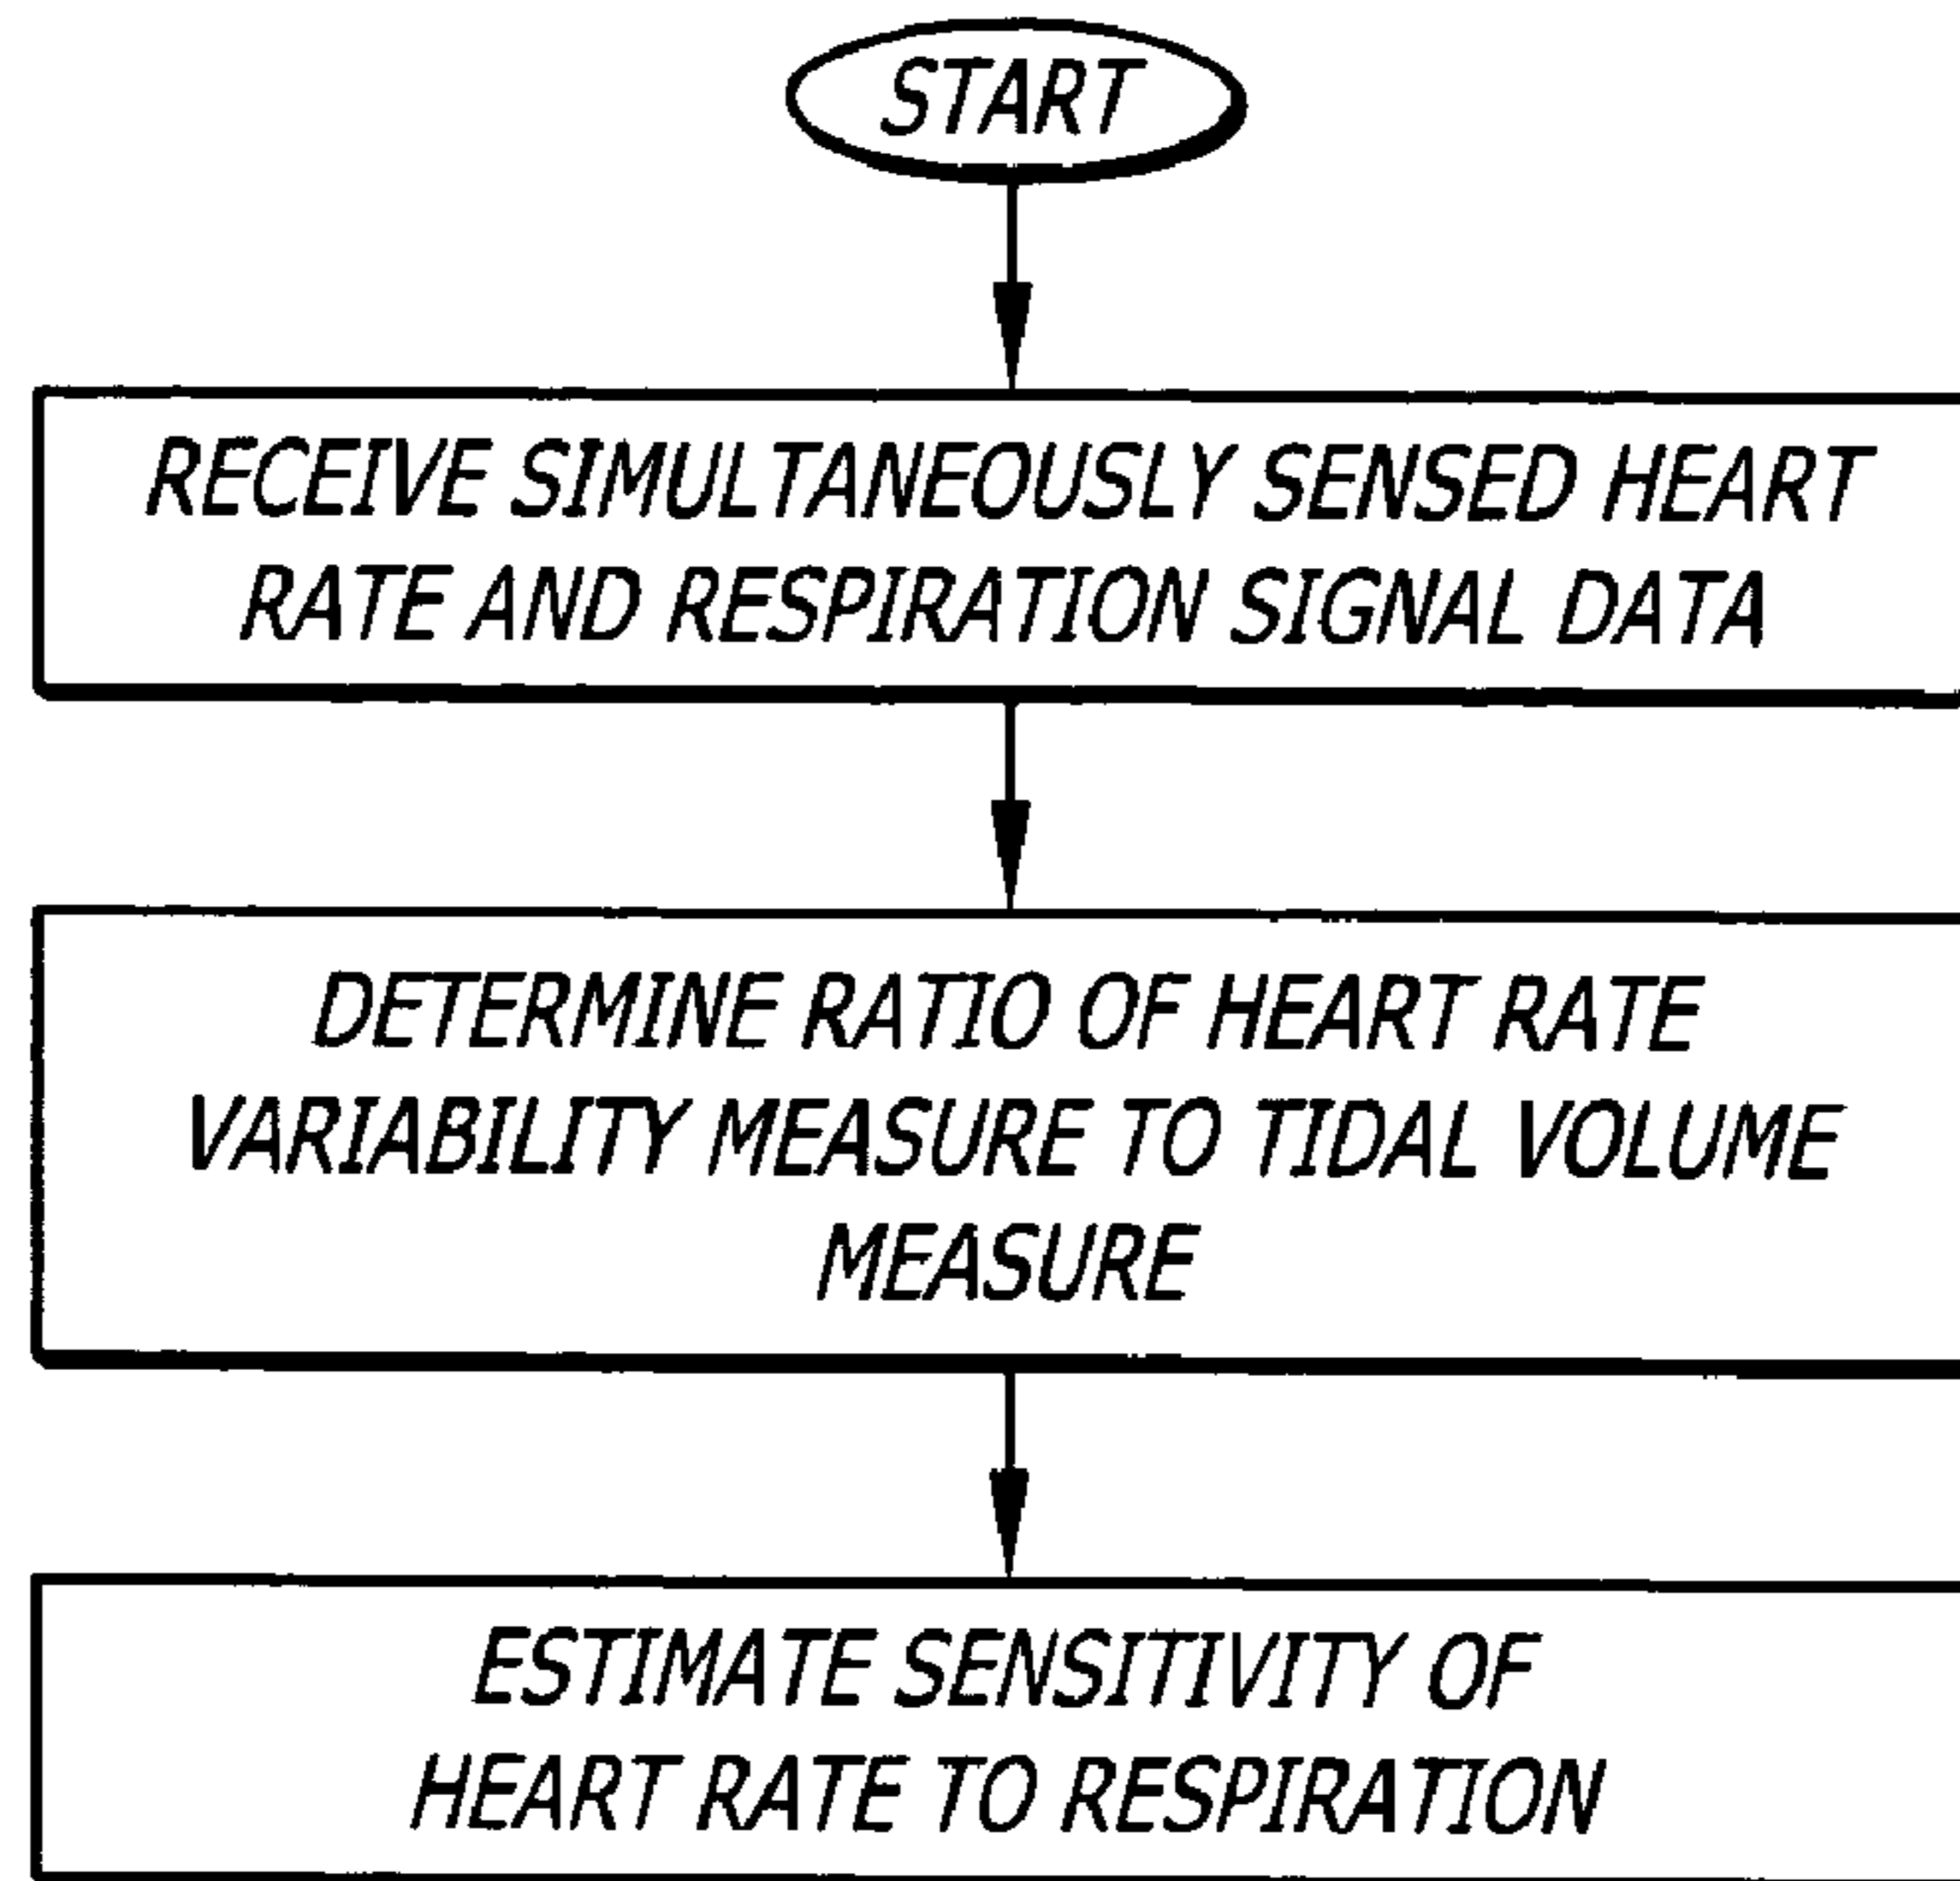 START
RECEIVE SIMULTANEOUSLY SENSED HEART
RATE AND RESPIRATION SIGNAL DATA
DETERMINE RATIO OF HEART RATE
VARIABILITY MEASURE TO TIDAL VOLUME
MEASURE
ESTIMATE SENSITIVITY OF
HEART RATE TO RESPIRATION